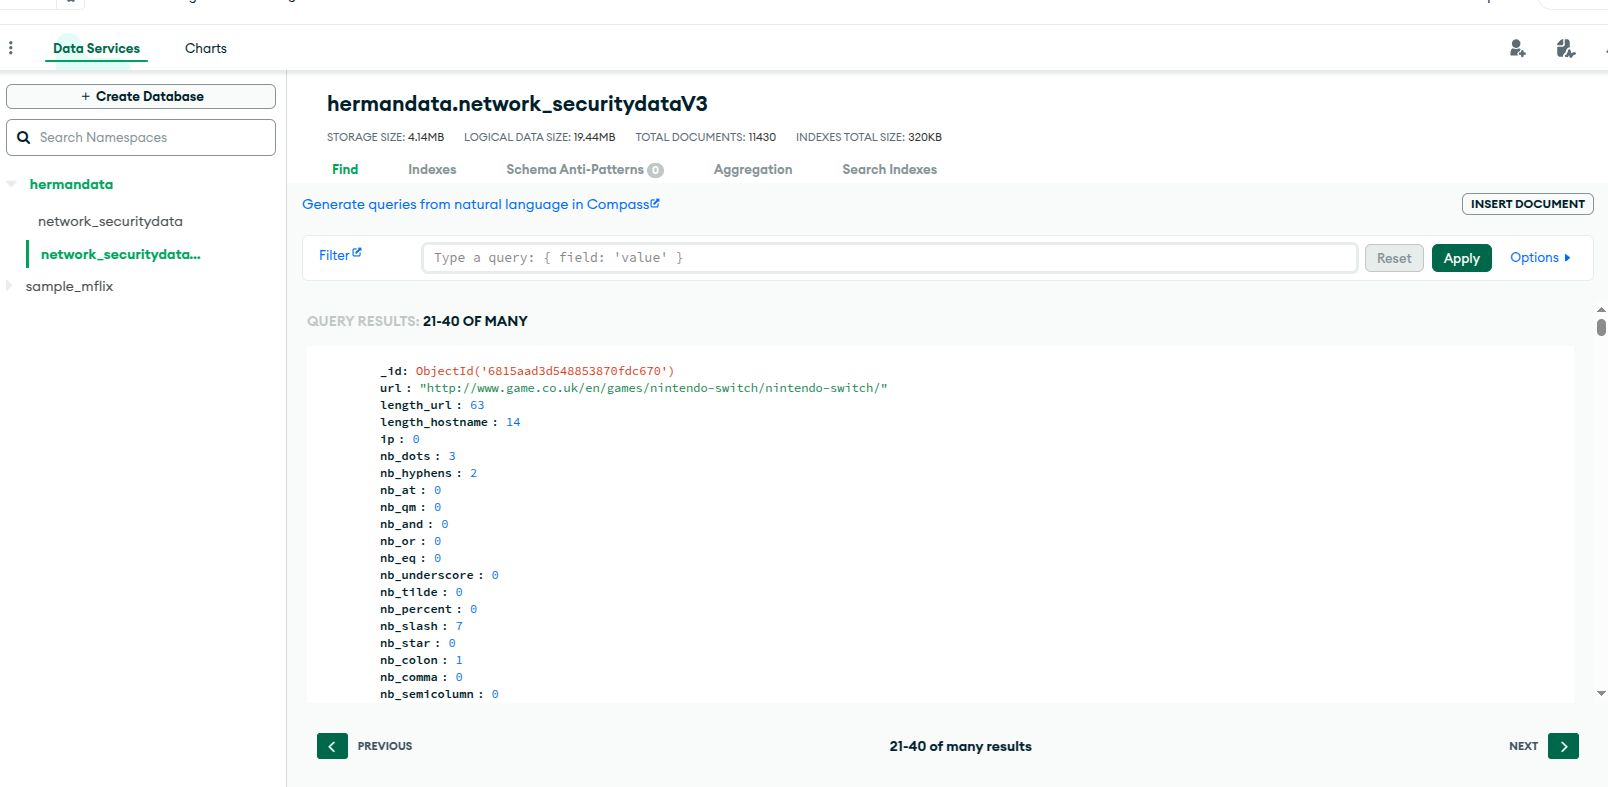 Data Services
Charts
+ Create Database
Search Namespaces
hermandata
network_securitydata
network_securitydata...
sample_mflix
hermandata.network_securitydataV3
STORAGE SIZE: 4.14MB LOGICAL DATA SIZE: 19.44MB TOTAL DOCUMENTS: 11430 INDEXES TOTAL SIZE: 320KB
Find Indexes Schema Anti-Patterns 0 Aggregation Search Indexes
Generate queries from natural language in Compass
INSERT DOCUMENT
Filter
Type a query: { field: 'value' }
Reset
Apply
Options
QUERY RESULTS: 21-40 OF MANY
_id: ObjectId('6815aad3d548853870fdc670')
url : "http://www.game.co.uk/en/games/nintendo-switch/nintendo-switch/"
length_url : 63
length_hostname : 14
ip : 0
nb_dots : 3
nb_hyphens : 2
nb_at : 0
nb_qm : 0
nb_and : 0
nb_or : 0
nb_eq : 0
nb_underscore : 0
nb_tilde : 0
nb_percent : 0
nb_slash : 7
nb_star : 0
nb_colon : 1
nb_comma : 0
nb_semicolumn : 0
PREVIOUS
21-40 of many results
NEXT